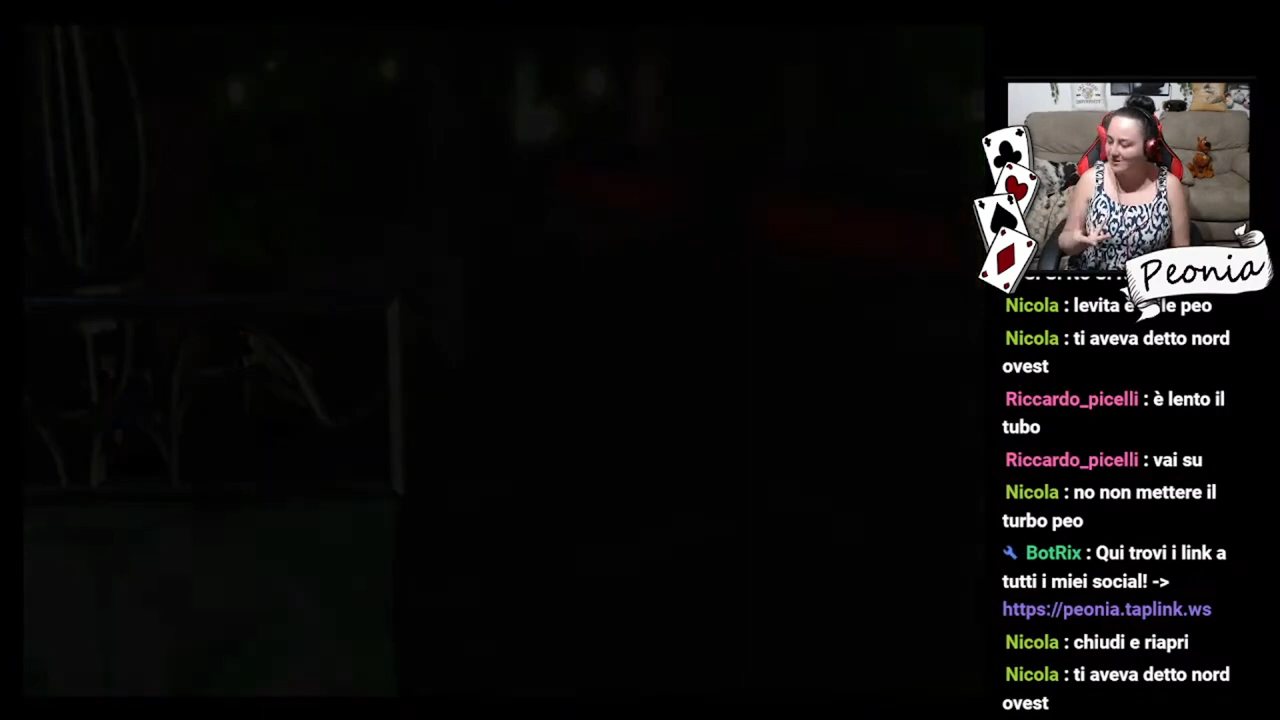 Peonia
Nicola : levita e le peo
Nicola : ti aveva detto nord
ovest
Riccardo_picelli : è lento il
tubo
Riccardo_picelli : vai su
Nicola : no non mettere il
turbo peo
BotRix : Qui trovi i link a
tutti i miei social! ->
https://peonia.taplink.ws
Nicola : chiudi e riapri
Nicola : ti aveva detto nord
ovest